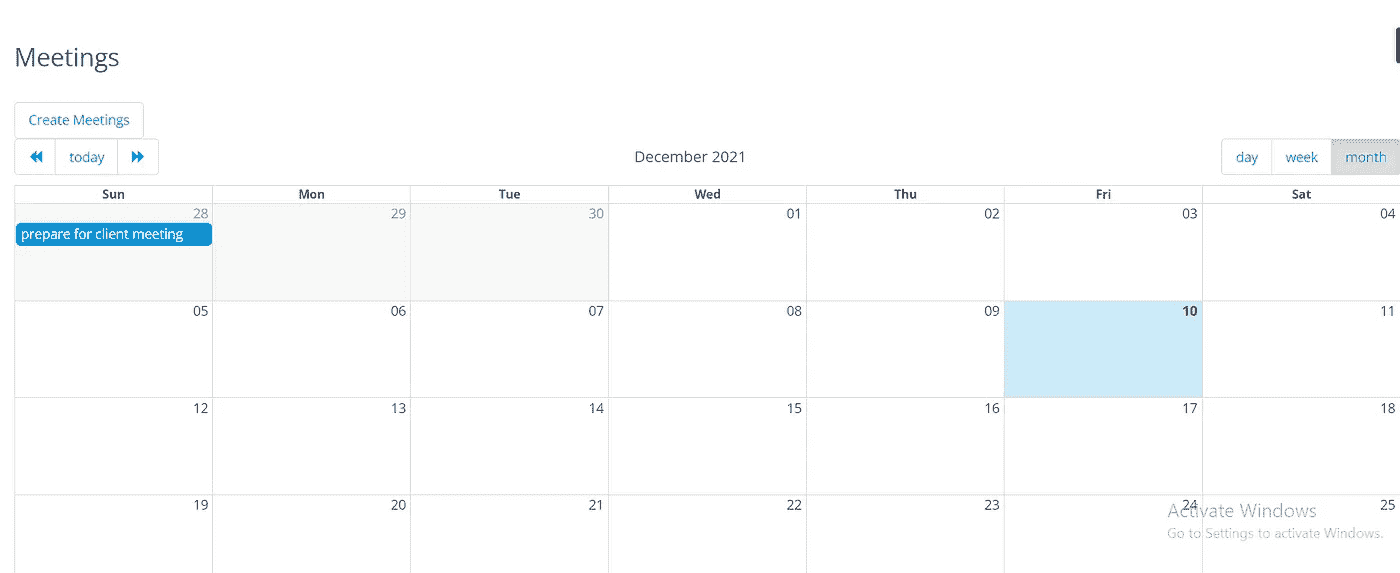 Meetings
Create Meetings
today
December 2021
day week month
Sun Mon Tue Wed Thu Fri Sat
28 29 30 01 02 03 04
prepare for client meeting
05 06 07 08 09 10 11
12 13 14 15 16 17 18
19 20 21 22 23 24 25
Activate Windows
Go to Settings to activate Windows.